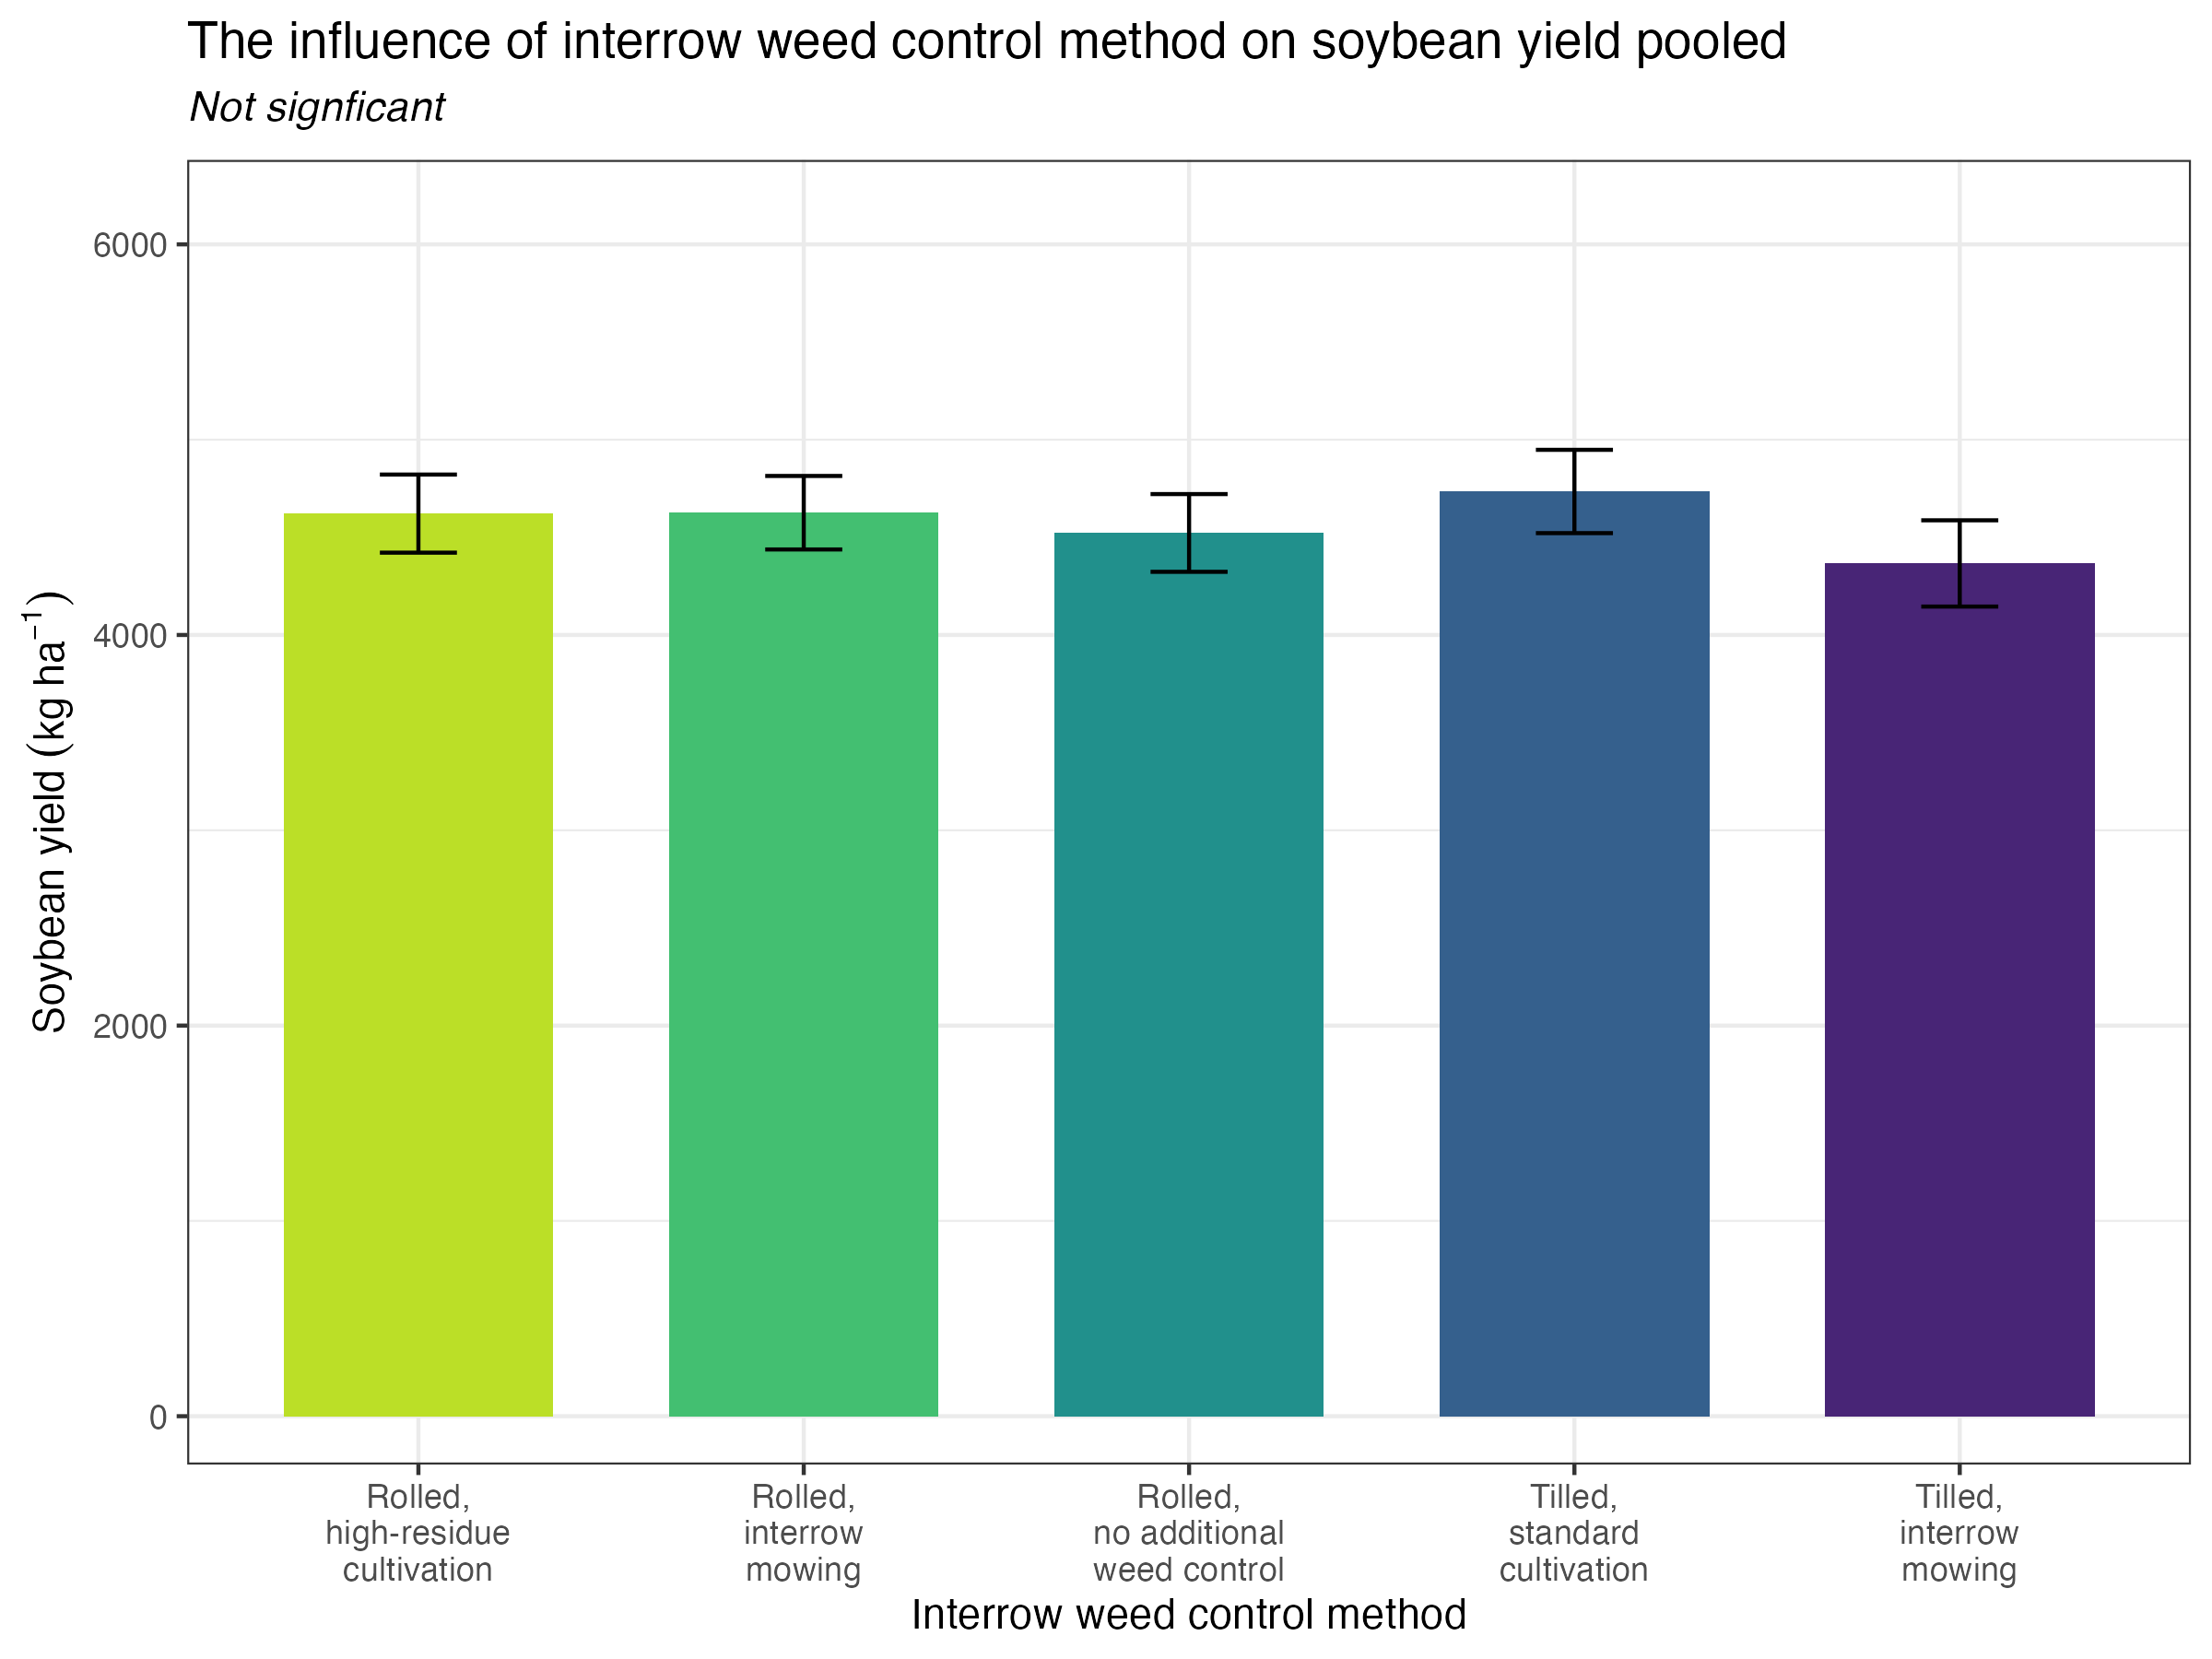 The influence of interrow weed control method on soybean yield pooled
Not signficant
Soybean yield (kg ha⁻¹)
6000
4000
2000
0
Rolled,
high-residue
cultivation
Rolled,
interrow
mowing
Rolled,
no additional
weed control
Tilled,
standard
cultivation
Tilled,
interrow
mowing
Interrow weed control method